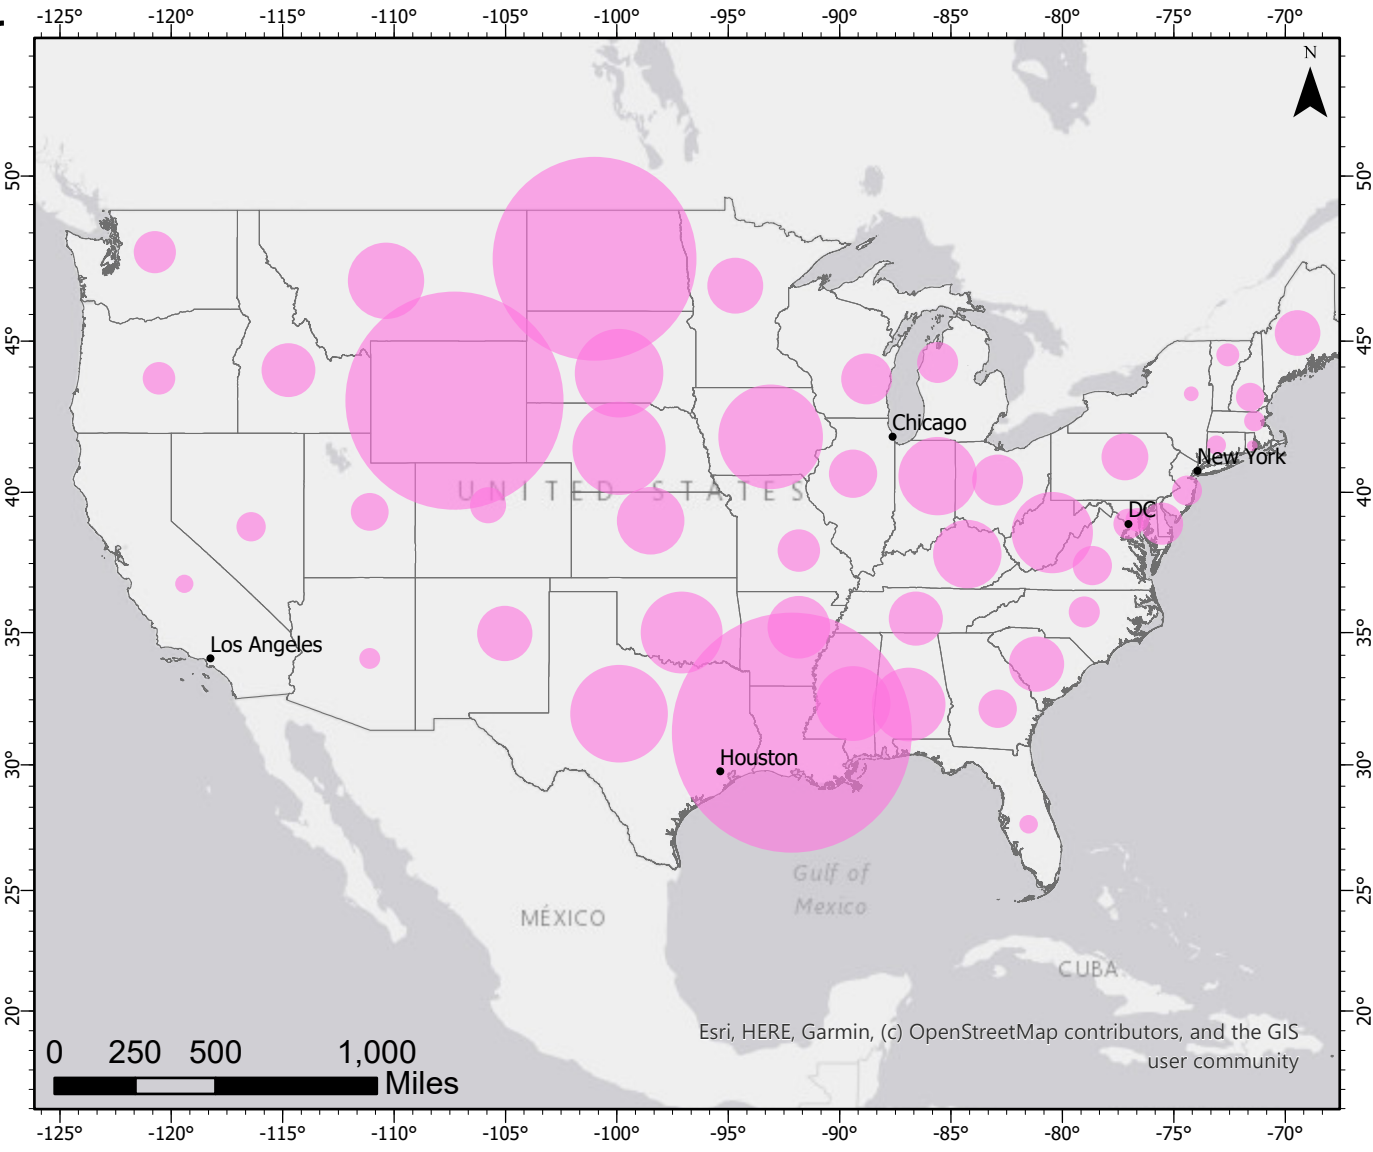 -125° -120° -115° -110° -105° -100° -95° -90° -85° -80° -75° -70°
N
50° 50°
45° 45°
Chicago
New York
40° UNITED STATES 40°
DC
35° 35°
Los Angeles
30° Houston 30°
Gulf of
Mexico
25° 25°
MÉXICO
CUBA
20° 20°
Esri, HERE, Garmin, (c) OpenStreetMap contributors, and the GIS
user community
0 250 500 1,000
Miles
-125° -120° -115° -110° -105° -100° -95° -90° -85° -80° -75° -70°